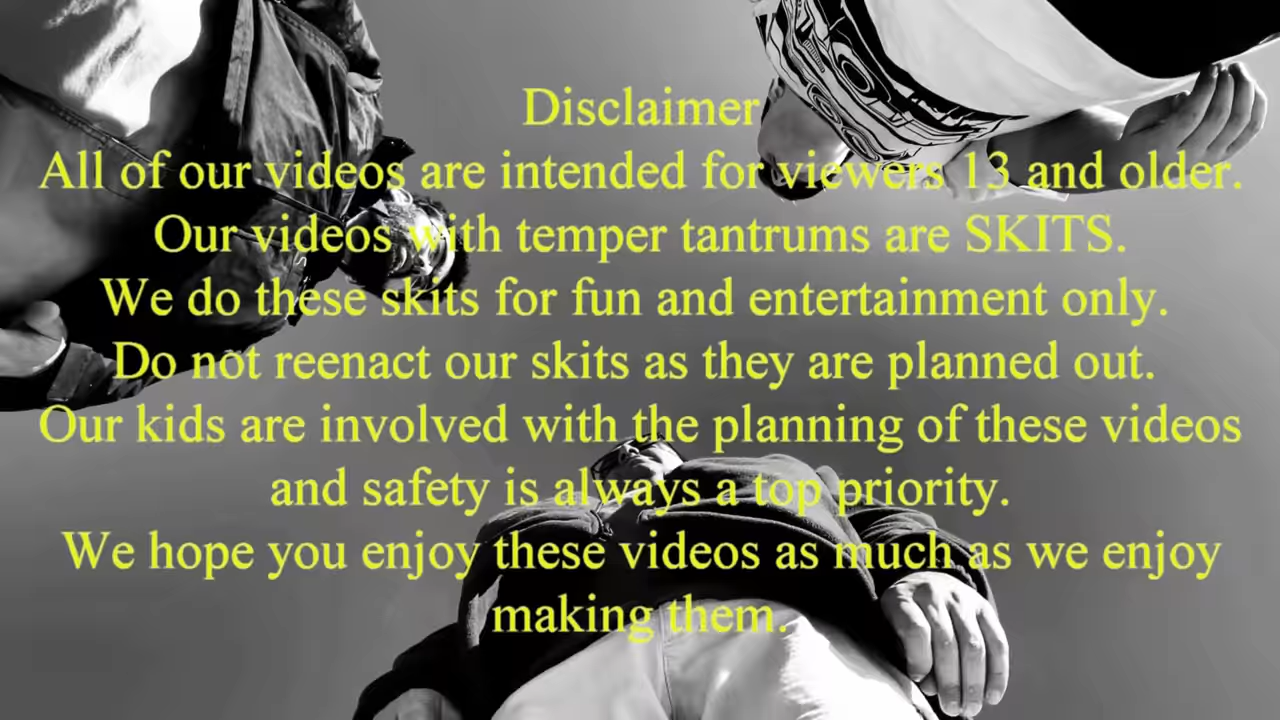 Disclaimer
All of our videos are intended for viewers 13 and older.
Our videos with temper tantrums are SKITS.
We do these skits for fun and entertainment only.
Do not reenact our skits as they are planned out.
Our kids are involved with the planning of these videos
and safety is always a top priority.
We hope you enjoy these videos as much as we enjoy
making them.